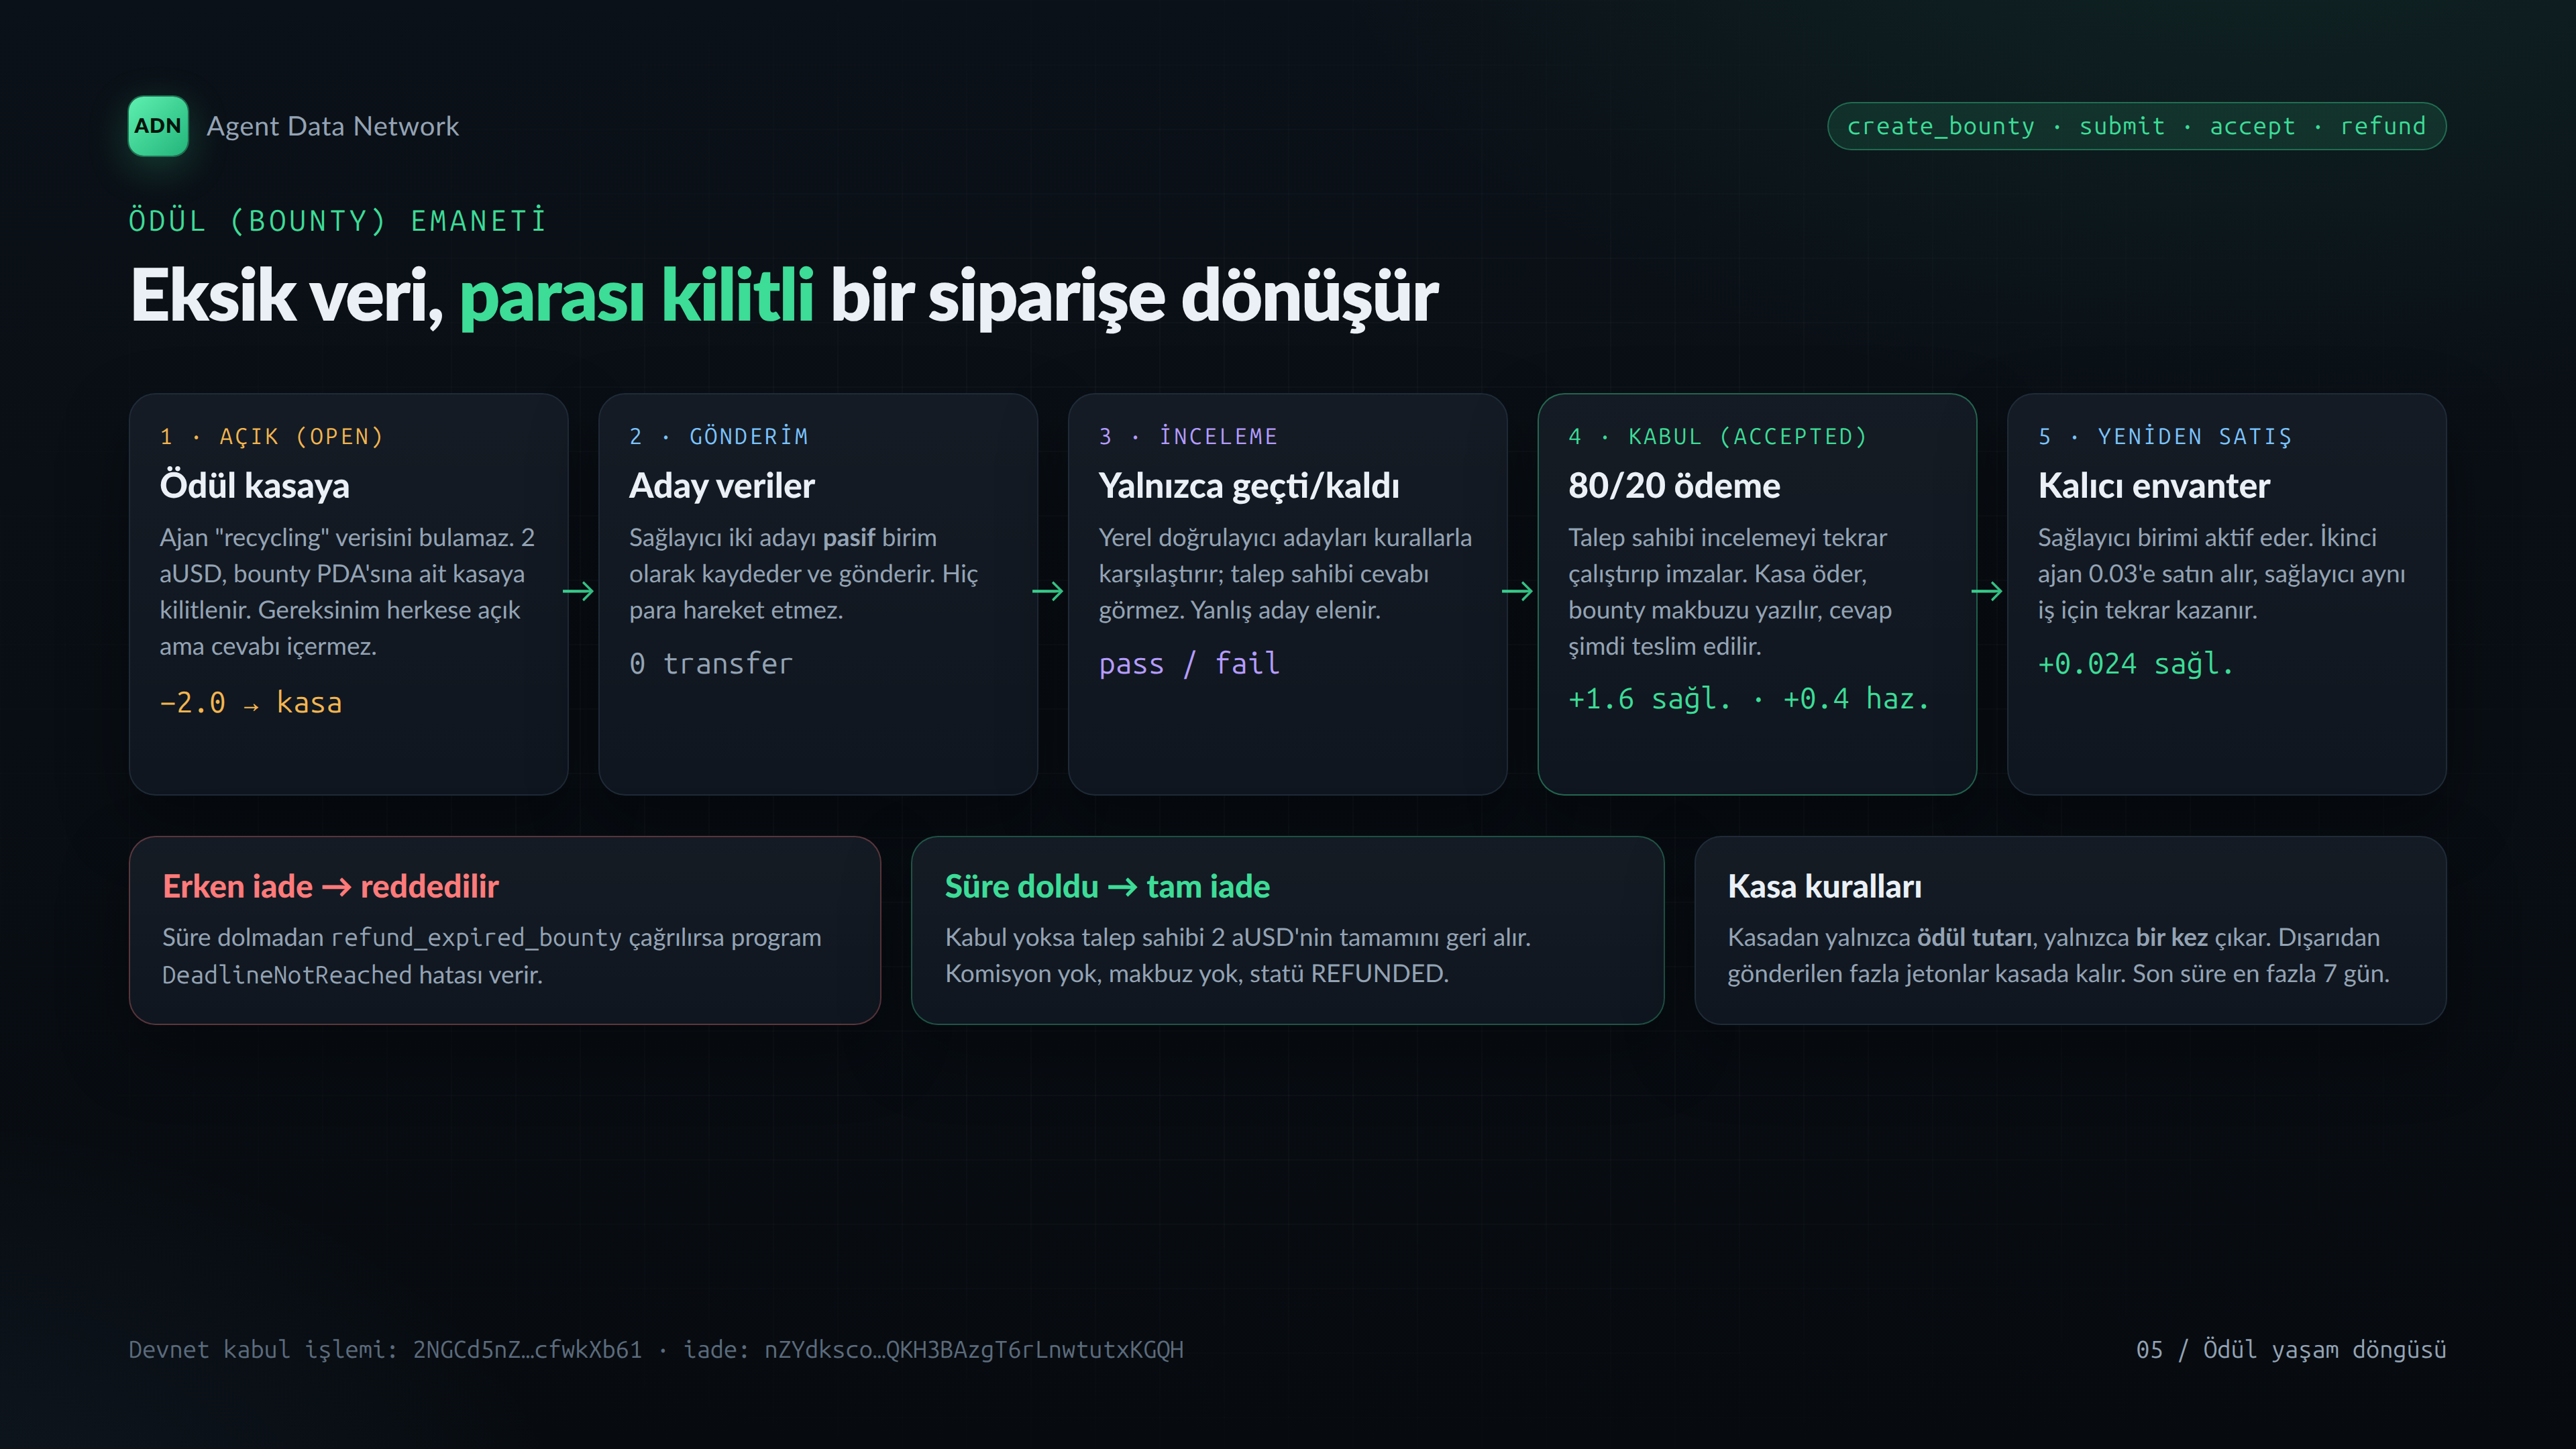 ADN Agent Data Network
create_bounty · submit · accept · refund
ÖDÜL (BOUNTY) EMANETİ
Eksik veri, parası kilitli bir siparişe dönüşür
1 · AÇIK (OPEN)
Ödül kasaya
Ajan "recycling" verisini bulamaz. 2
aUSD, bounty PDA'sına ait kasaya
kilitlenir. Gereksinim herkese açık
ama cevabı içermez.
−2.0 → kasa
→
2 · GÖNDERİM
Aday veriler
Sağlayıcı iki adayı pasif birim
olarak kaydeder ve gönderir. Hiç
para hareket etmez.
0 transfer
→
3 · İNCELEME
Yalnızca geçti/kaldı
Yerel doğrulayıcı adayları kurallarla
karşılaştırır; talep sahibi cevabı
görmez. Yanlış aday elenir.
pass / fail
→
4 · KABUL (ACCEPTED)
80/20 ödeme
Talep sahibi incelemeyi tekrar
çalıştırıp imzalar. Kasa öder,
bounty makbuzu yazılır, cevap
şimdi teslim edilir.
+1.6 sağl. · +0.4 haz.
→
5 · YENİDEN SATIŞ
Kalıcı envanter
Sağlayıcı birimi aktif eder. İkinci
ajan 0.03'e satın alır, sağlayıcı aynı
iş için tekrar kazanır.
+0.024 sağl.
Erken iade → reddedilir
Süre dolmadan refund_expired_bounty çağrılırsa program
DeadlineNotReached hatası verir.
Süre doldu → tam iade
Kabul yoksa talep sahibi 2 aUSD'nin tamamını geri alır.
Komisyon yok, makbuz yok, statü REFUNDED.
Kasa kuralları
Kasadan yalnızca ödül tutarı, yalnızca bir kez çıkar. Dışarıdan
gönderilen fazla jetonlar kasada kalır. Son süre en fazla 7 gün.
Devnet kabul işlemi: 2NGCd5nZ…cfwkXb61 · iade: nZYdksco…QKH3BAzgT6rLnwtutxKGQH
05 / Ödül yaşam döngüsü